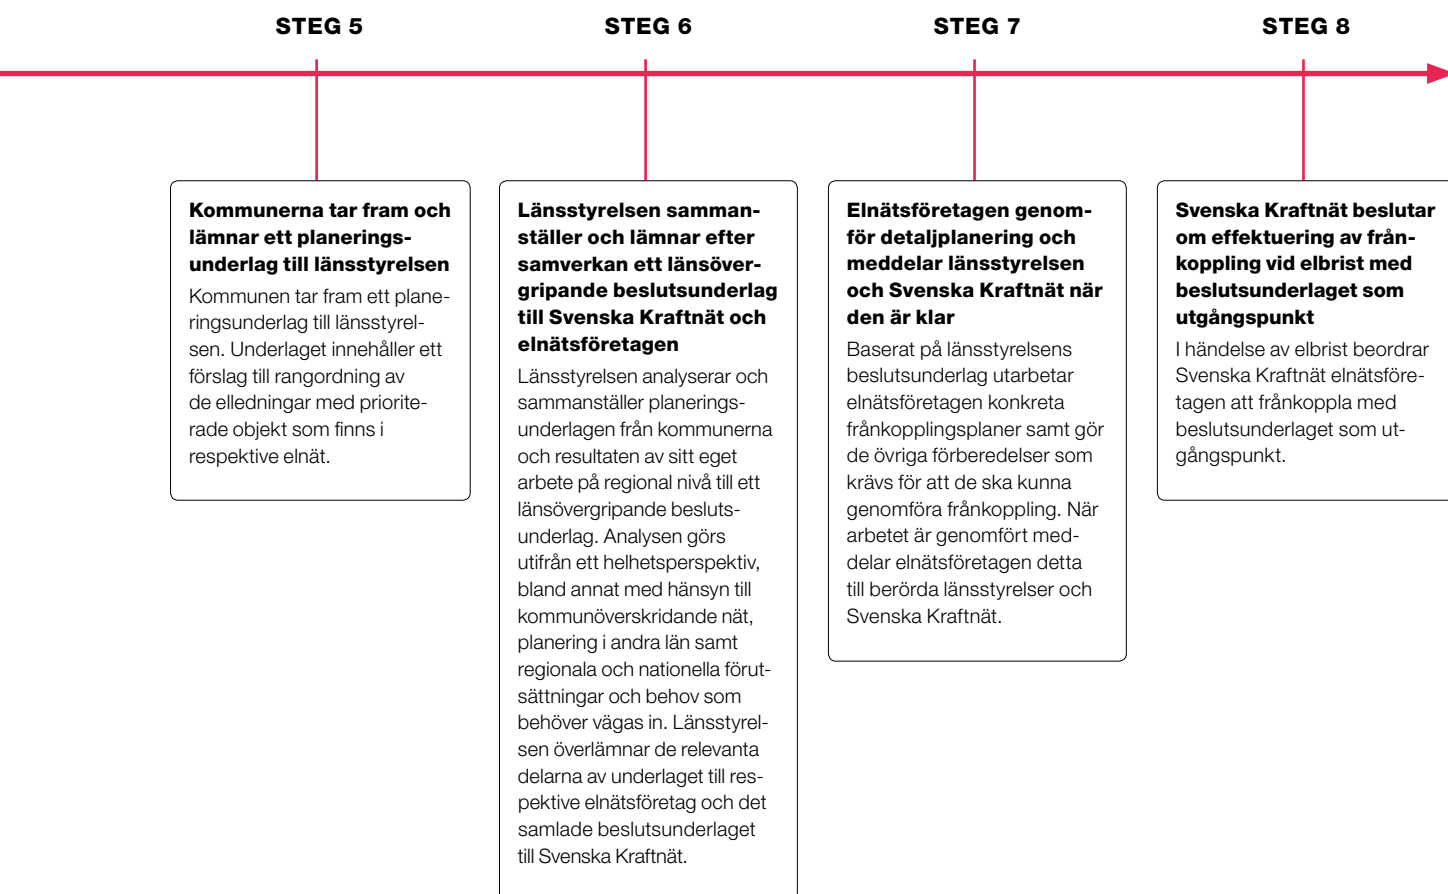 STEG 5
Kommunerna tar fram och
lämnar ett planerings-
underlag till länsstyrelsen
Kommunen tar fram ett plane-
ringsunderlag till länsstyrel-
sen. Underlaget innehåller ett
förslag till rangordning av
de elledningar med priorite-
rade objekt som finns i
respektive elnät.
STEG 6
Länsstyrelsen samman-
ställer och lämnar efter
samverkan ett länsöver-
gripande beslutsunderlag
till Svenska Kraftnät och
elnätsföretagen
Länsstyrelsen analyserar och
sammanställer planerings-
underlagen från kommunerna
och resultaten av sitt eget
arbete på regional nivå till ett
länsövergripande besluts-
underlag. Analysen görs
utifrån ett helhetsperspektiv,
bland annat med hänsyn till
kommunöverskridande nät,
planering i andra län samt
regionala och nationella förut-
sättningar och behov som
behöver vägas in. Länsstyrel-
sen överlämnar de relevanta
delarna av underlaget till res-
pektive elnätsföretag och det
samlade beslutsunderlaget
till Svenska Kraftnät.
STEG 7
Elnätsföretagen genom-
för detaljplanering och
meddelar länsstyrelsen
och Svenska Kraftnät när
den är klar
Baserat på länsstyrelsens
beslutsunderlag utarbetar
elnätsföretagen konkreta
frånkopplingsplaner samt gör
de övriga förberedelser som
krävs för att de ska kunna
genomföra frånkoppling. När
arbetet är genomfört med-
delar elnätsföretagen detta
till berörda länsstyrelser och
Svenska Kraftnät.
STEG 8
Svenska Kraftnät beslutar
om effektuering av från-
koppling vid elbrist med
beslutsunderlaget som
utgångspunkt
I händelse av elbrist beordrar
Svenska Kraftnät elnätsföre-
tagen att frånkoppla med
beslutsunderlaget som ut-
gångspunkt.